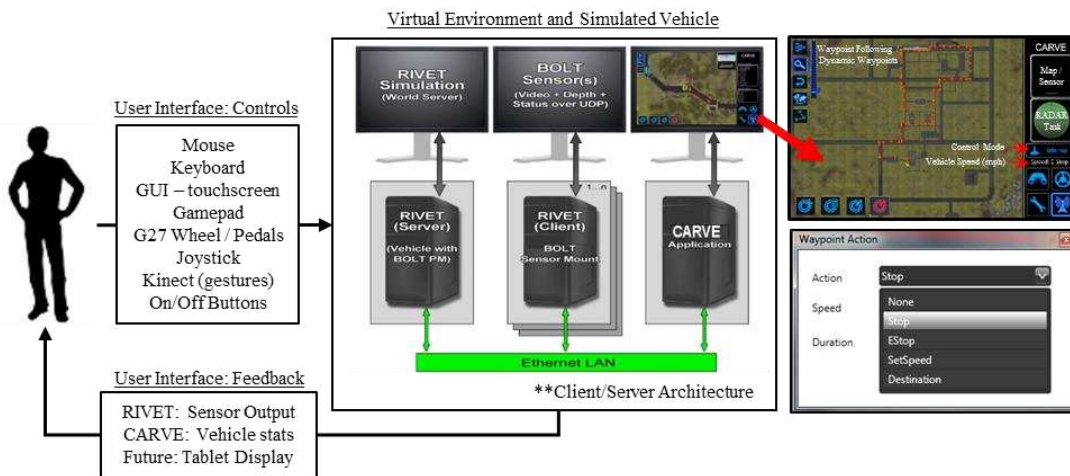 Virtual Environment and Simulated Vehicle
User Interface: Controls
Mouse
Keyboard
GUI – touchscreen
Gamepad
G27 Wheel / Pedals
Joystick
Kinect (gestures)
On/Off Buttons
User Interface: Feedback
RIVET: Sensor Output
CARVE: Vehicle stats
Future: Tablet Display
RIVET
Simulation
(World Server)
BOLT
Sensor(s)
(Video + Depth +
Status over UDP)
CARVE
RIVET
(Server)
(Vehicle with
BOLT PM)
1...n
RIVET
(Client)
BOLT
Sensor Mount
CARVE
Application
Ethernet LAN
**Client/Server Architecture
Waypoint Following
Dynamic Waypoints
CARVE
Map /
Sensor
RADAR
Task
Control Mode
Vehicle Speed (mph)
Speed: Stop
Waypoint Action
Action
Stop
Speed
Duration
None
Stop
EStop
SetSpeed
Destination